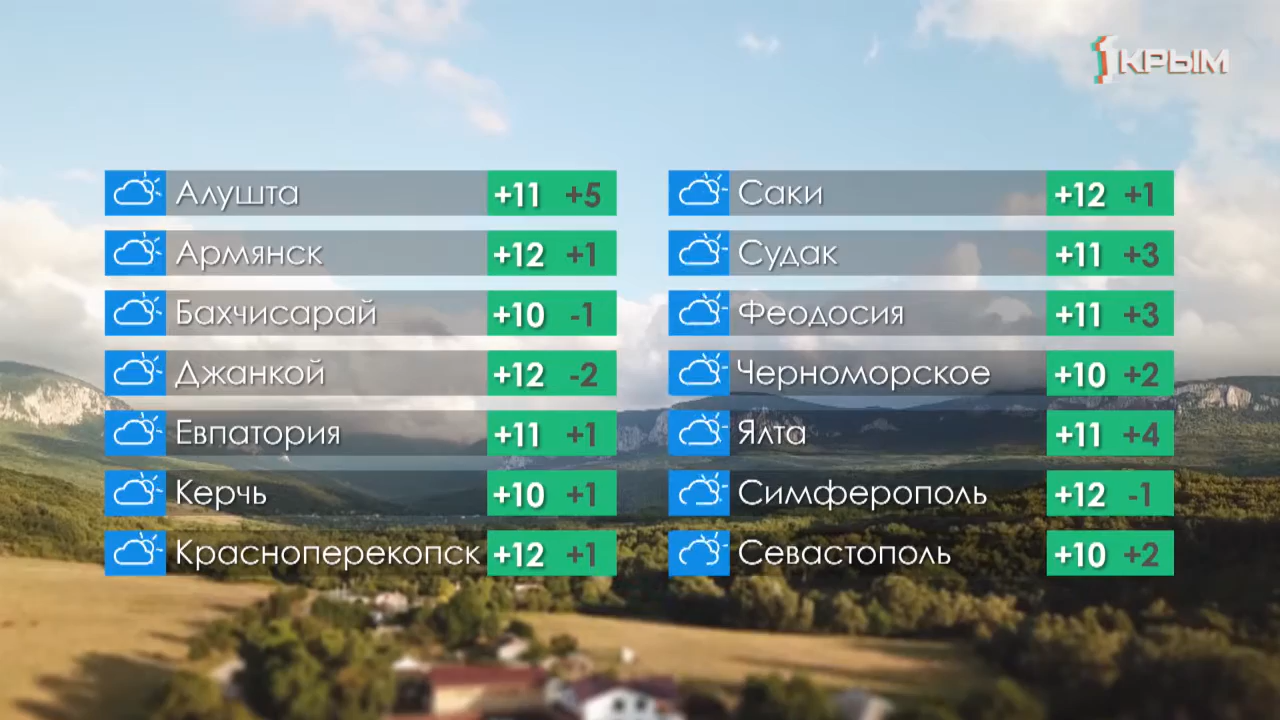 1 КРЫМ
Алушта +11 +5
Армянск +12 +1
Бахчисарай +10 -1
Джанкой +12 -2
Евпатория +11 +1
Керчь +10 +1
Красноперекопск +12 +1
Саки +12 +1
Судак +11 +3
Феодосия +11 +3
Черноморское +10 +2
Ялта +11 +4
Симферополь +12 -1
Севастополь +10 +2